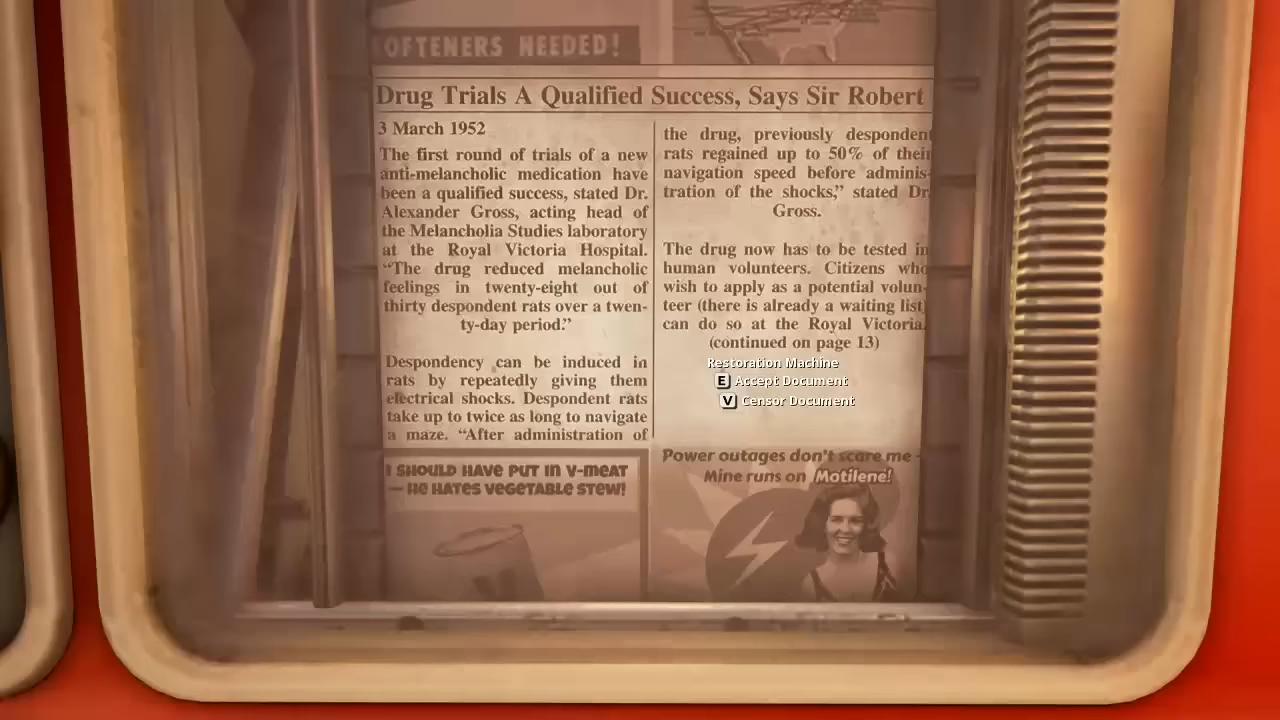 OFTENERS NEEDED!
Drug Trials A Qualified Success, Says Sir Robert
3 March 1952
The first round of trials of a new
anti-melancholic medication have
been a qualified success, stated Dr.
Alexander Gross, acting head of
the Melancholia Studies laboratory
at the Royal Victoria Hospital.
“The drug reduced melancholic
feelings in twenty-eight out of
thirty despondent rats over a twen-
ty-day period.”
Despondency can be induced in
rats by repeatedly giving them
electrical shocks. Despondent rats
take up to twice as long to navigate
a maze. “After administration of
the drug, previously despondent
rats regained up to 50% of their
navigation speed before adminis-
tration of the shocks,” stated Dr.
Gross.
The drug now has to be tested in
human volunteers. Citizens who
wish to apply as a potential volun-
teer (there is already a waiting list)
can do so at the Royal Victoria.
(continued on page 13)
Restoration Machine
E Accept Document
V Censor Document
I SHOULD HAVE PUT IN V-MEAT
— HE HATES VEGETABLE STEW!
Power outages don't scare me -
Mine runs on Motilene!